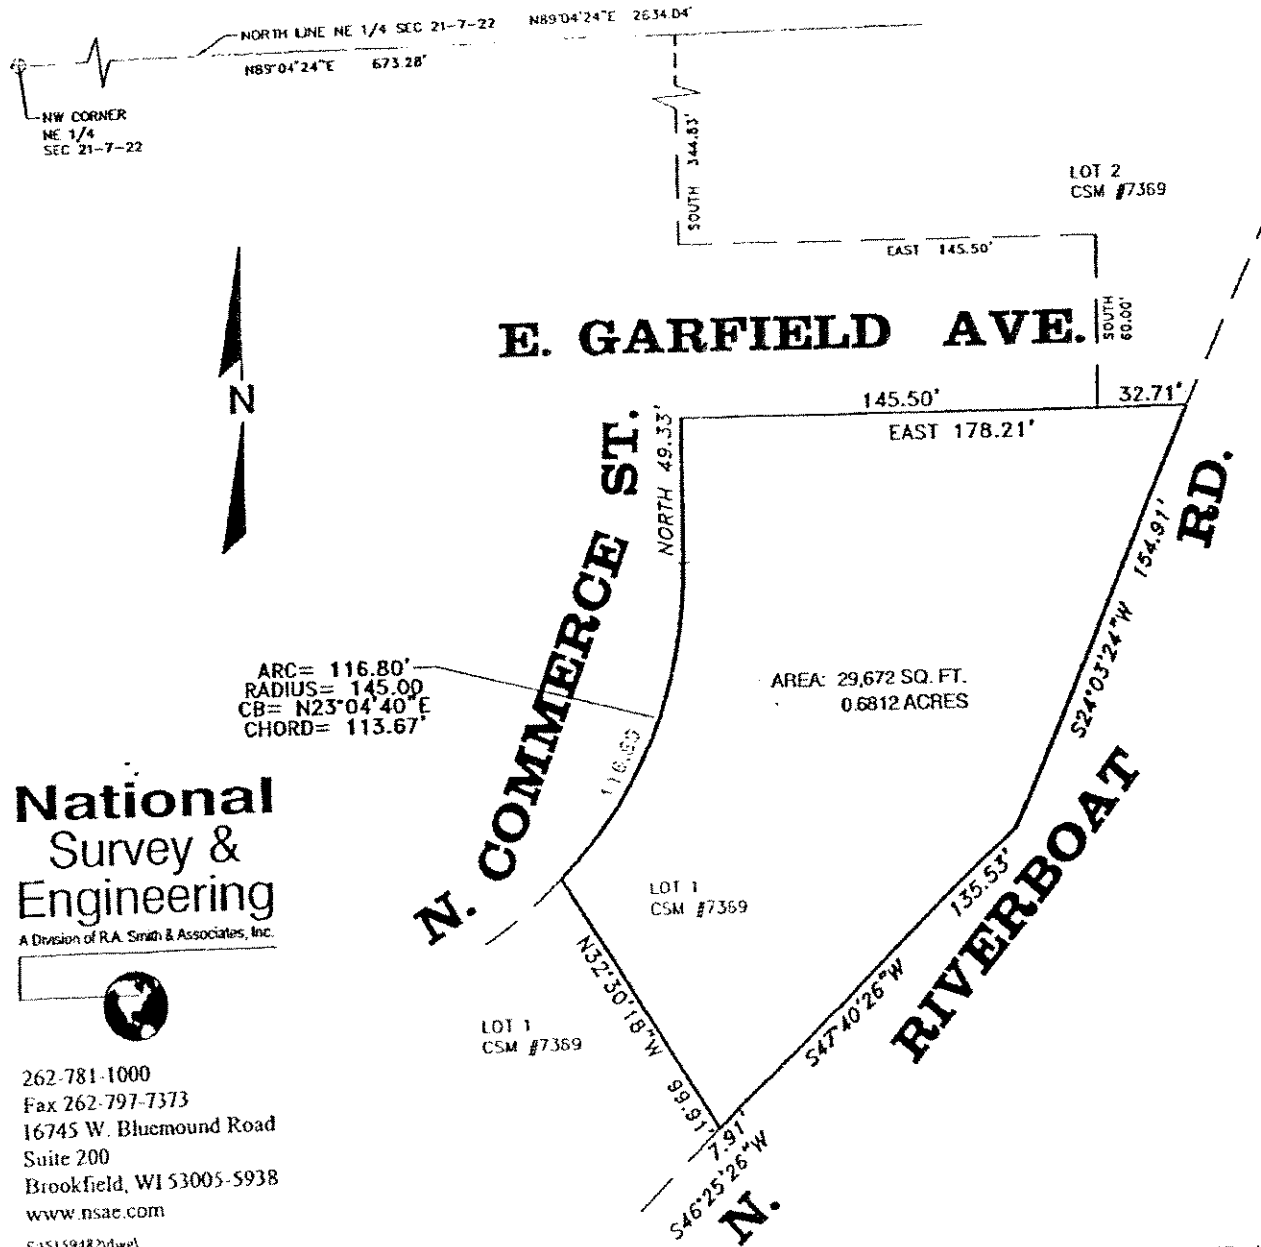 NORTH LINE NE 1/4 SEC 21-7-22 N89°04'24"E 2634.04'
N89°04'24"E 673.28'
NW CORNER
NE 1/4
SEC 21-7-22
SOUTH 344.83'
LOT 2
CSM #7369
EAST 145.50'
SOUTH
60.00'
E. GARFIELD AVE.
N
145.50' 32.71'
EAST 178.21'
NORTH 49.33'
N. COMMERCE ST.
ARC= 116.80'
RADIUS= 145.00
CB= N23°04'40"E
CHORD= 113.67'
AREA: 29,672 SQ. FT.
0.6812 ACRES
S24°03'24"W 154.91'
N. RIVERBOAT RD.
LOT 1
CSM #7369
S47°40'26"W 135.53'
N32°30'18"W 99.91'
LOT 1
CSM #7369
7.91'
S46°25'26"W
National
Survey &
Engineering
A Division of R.A. Smith & Associates, Inc.
262-781-1000
Fax 262-797-7373
16745 W. Bluemound Road
Suite 200
Brookfield, WI 53005-5938
www.nsae.com